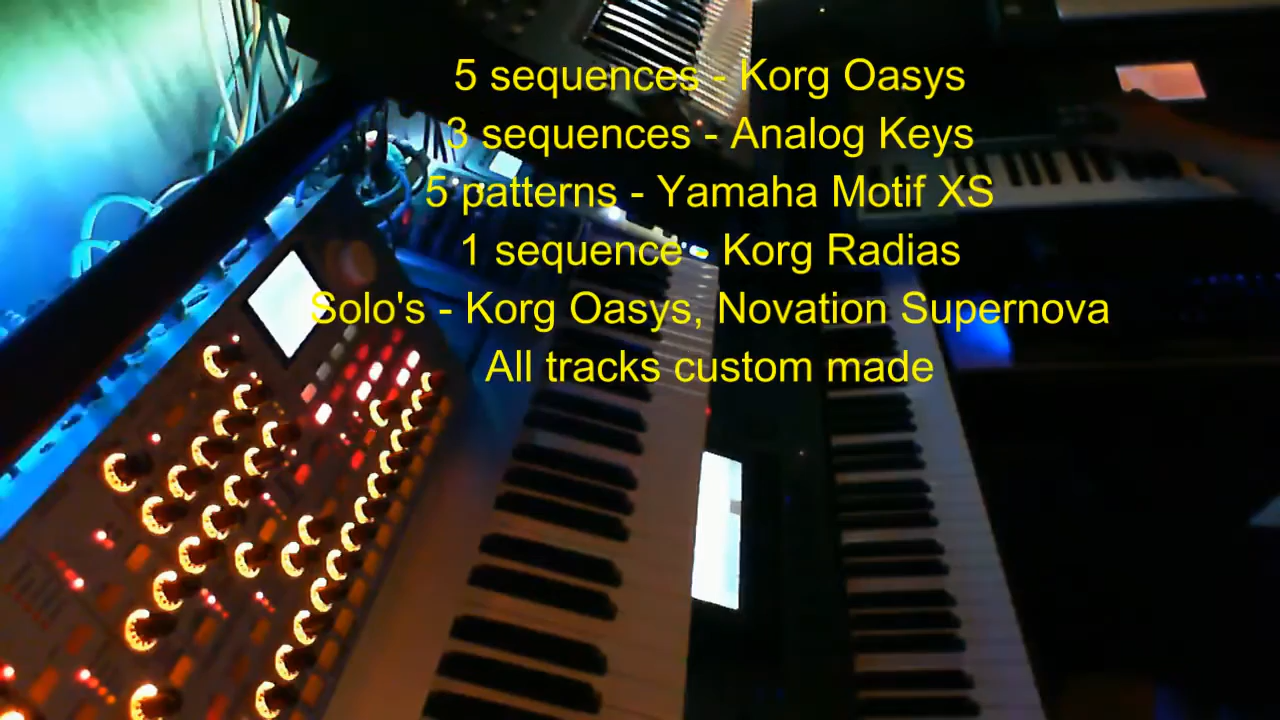 5 sequences - Korg Oasys
3 sequences - Analog Keys
5 patterns - Yamaha Motif XS
1 sequence - Korg Radias
Solo's - Korg Oasys, Novation Supernova
All tracks custom made